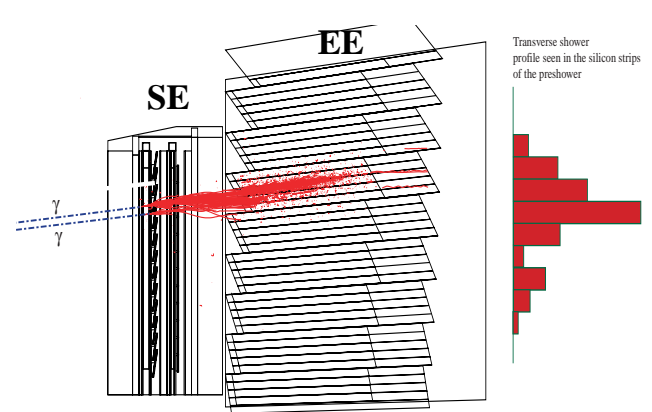 EE
Transverse shower
profile seen in the silicon strips
of the preshower
SE
γ
γ